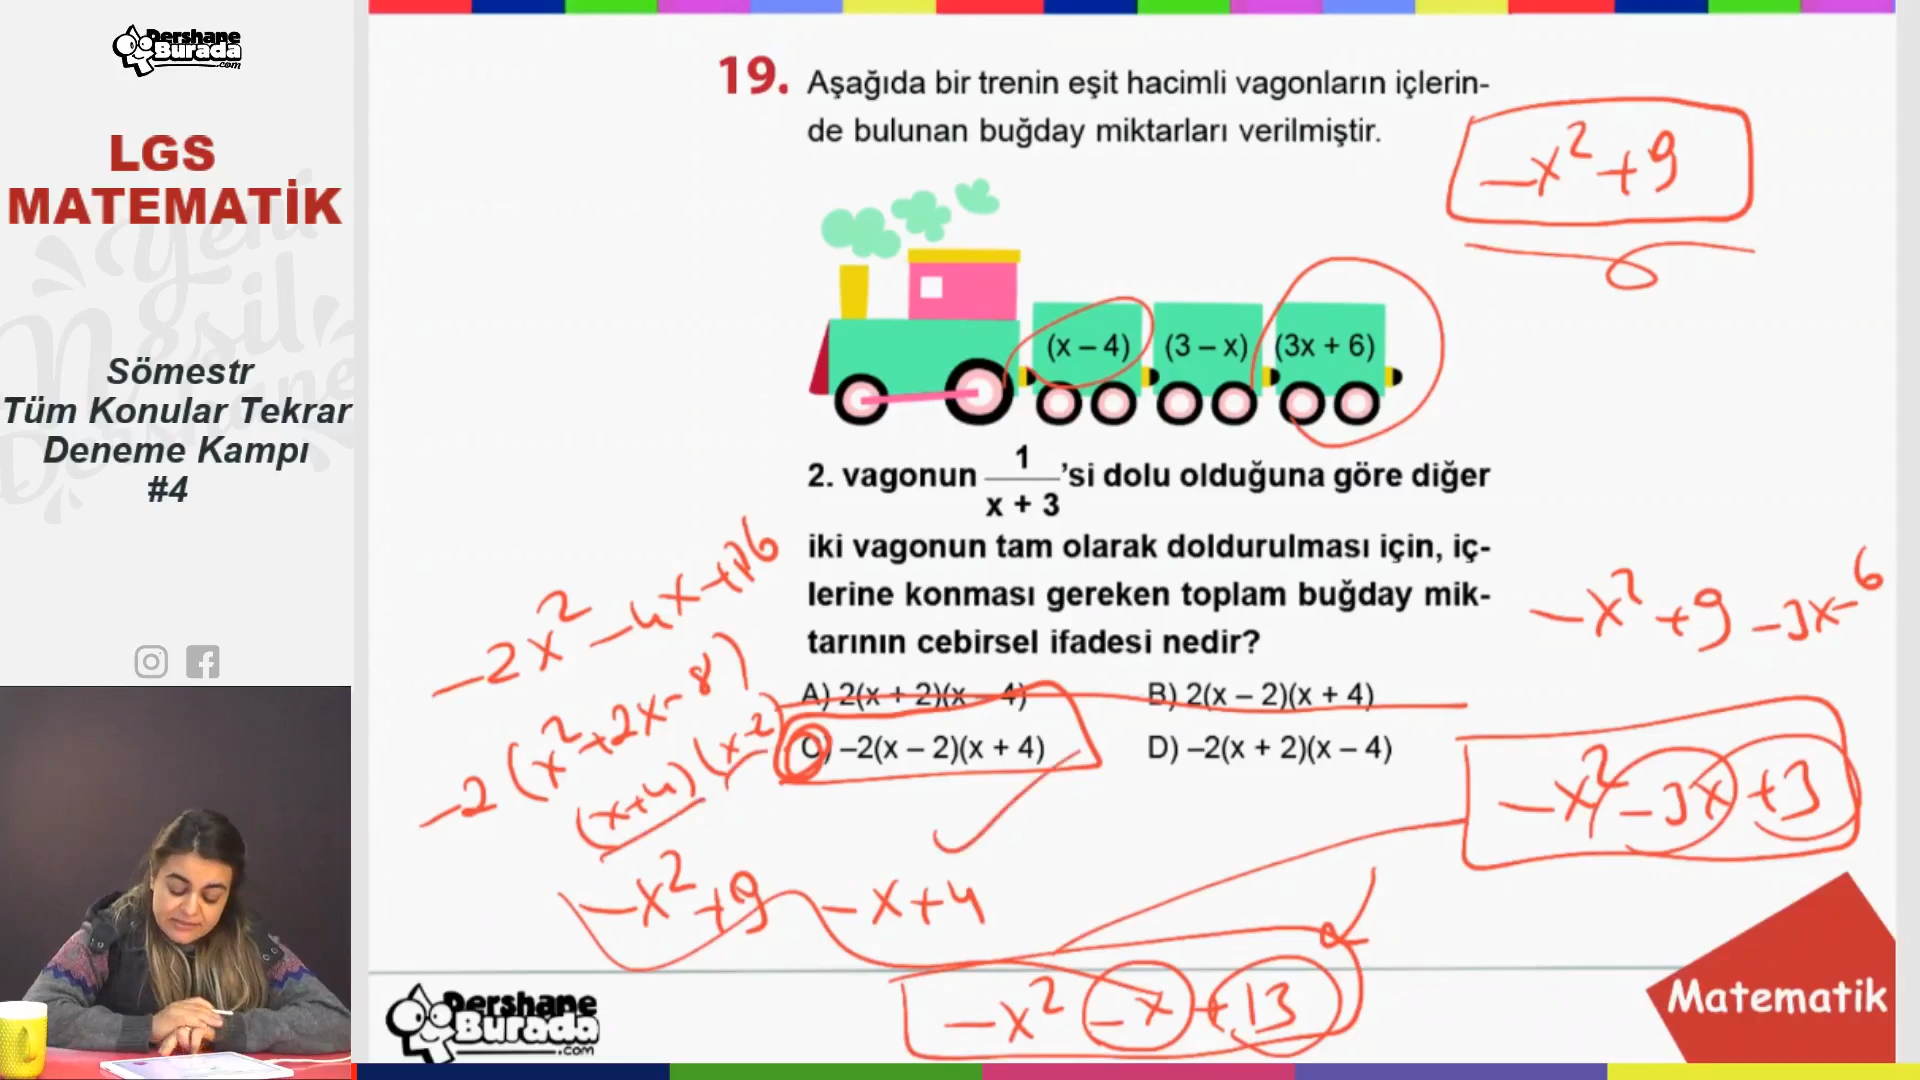 Dershane
Burada
.com
LGS
MATEMATİK
Yeni
Nesil
Dershane
Sömestr
Tüm Konular Tekrar
Deneme Kampı
#4
19. Aşağıda bir trenin eşit hacimli vagonların içlerin-
de bulunan buğday miktarları verilmiştir.
-x² + 9
(x – 4) (3 – x) (3x + 6)
2. vagonun 1/(x + 3) 'si dolu olduğuna göre diğer
iki vagonun tam olarak doldurulması için, iç-
lerine konması gereken toplam buğday mik-
tarının cebirsel ifadesi nedir?
A) 2(x + 2)(x – 4) B) 2(x – 2)(x + 4)
C) –2(x – 2)(x + 4) D) –2(x + 2)(x – 4)
-2x² - 4x + 16
-2 (x² + 2x - 8)
(x+4) (x-2)
-x² + 9 - 3x - 6
-x² - 3x + 3
-x² + 9 - x + 4
-x² - x + 13
Dershane
Burada
.com
Matematik